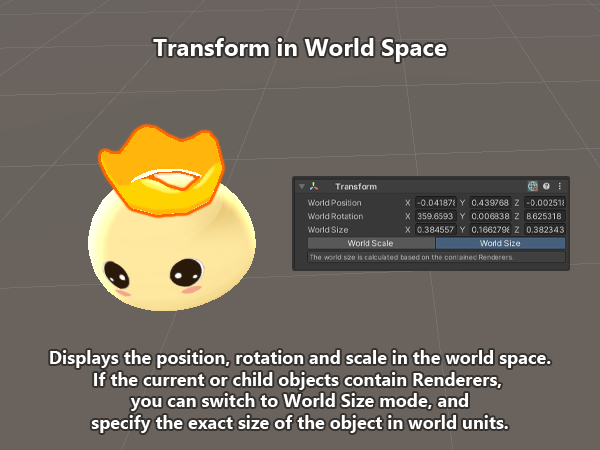 Transform in World Space
Transform
World Position X -0.041878 Y 0.439768 Z -0.002518
World Rotation X 359.6593 Y 0.006838 Z 8.625318
World Size X 0.384557 Y 0.1662798 Z 0.382343
World Scale World Size
The world size is calculated based on the contained Renderers.
Displays the position, rotation and scale in the world space.
If the current or child objects contain Renderers,
you can switch to World Size mode, and
specify the exact size of the object in world units.